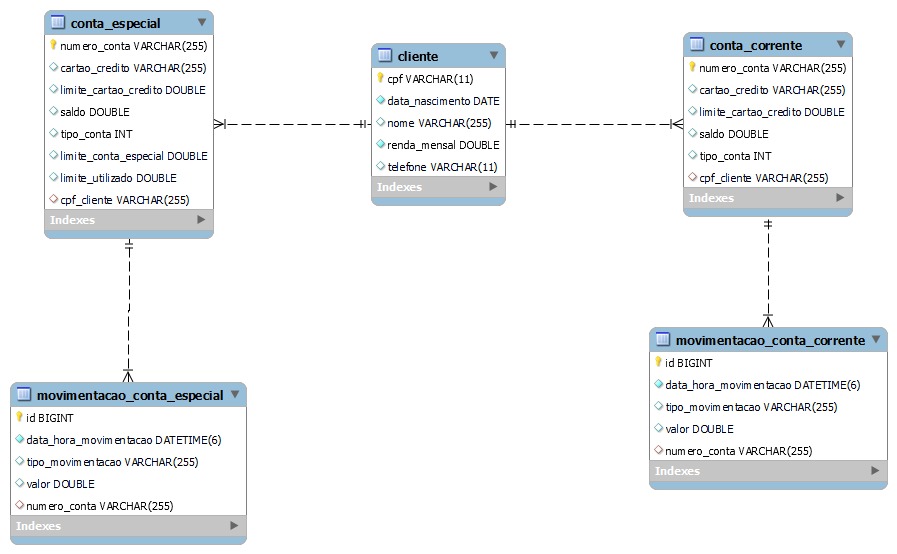 conta_especial
numero_conta VARCHAR(255)
cartao_credito VARCHAR(255)
limite_cartao_credito DOUBLE
saldo DOUBLE
tipo_conta INT
limite_conta_especial DOUBLE
limite_utilizado DOUBLE
cpf_cliente VARCHAR(255)
Indexes
cliente
cpf VARCHAR(11)
data_nascimento DATE
nome VARCHAR(255)
renda_mensal DOUBLE
telefone VARCHAR(11)
Indexes
conta_corrente
numero_conta VARCHAR(255)
cartao_credito VARCHAR(255)
limite_cartao_credito DOUBLE
saldo DOUBLE
tipo_conta INT
cpf_cliente VARCHAR(255)
Indexes
movimentacao_conta_especial
id BIGINT
data_hora_movimentacao DATETIME(6)
tipo_movimentacao VARCHAR(255)
valor DOUBLE
numero_conta VARCHAR(255)
Indexes
movimentacao_conta_corrente
id BIGINT
data_hora_movimentacao DATETIME(6)
tipo_movimentacao VARCHAR(255)
valor DOUBLE
numero_conta VARCHAR(255)
Indexes